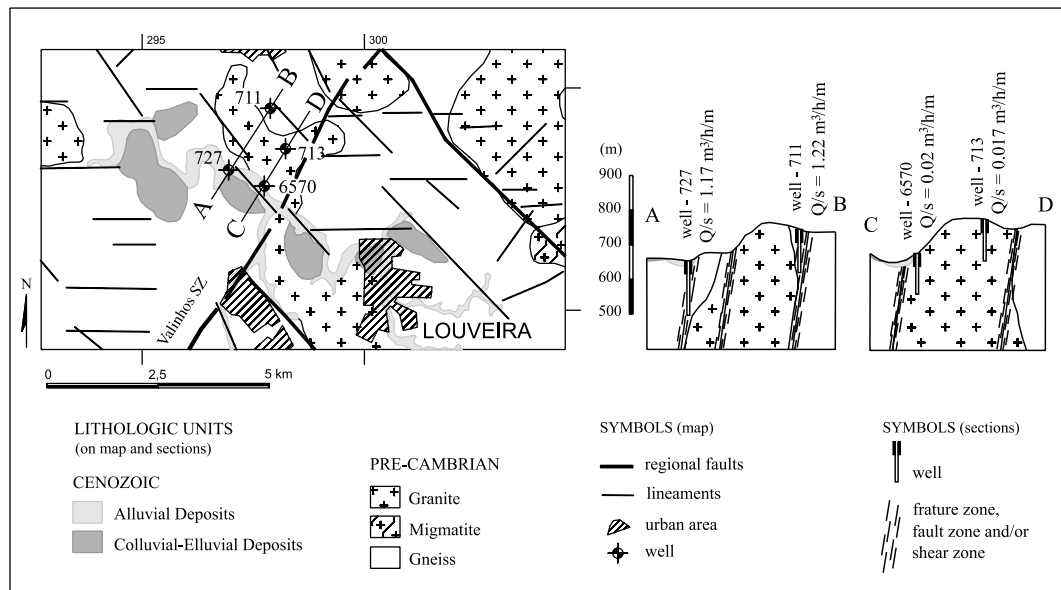 295
300
B
711
D
713
727
6570
A
C
N
Valinhos SZ
LOUVEIRA
0
2,5
5 km
(m)
900
800
700
600
500
A
well - 727
Q/s = 1.17 m³/h/m
well - 711
Q/s = 1.22 m³/h/m
B
C
well - 6570
Q/s = 0.02 m³/h/m
well - 713
Q/s = 0.017 m³/h/m
D
LITHOLOGIC UNITS
(on map and sections)
CENOZOIC
Alluvial Deposits
Colluvial-Elluvial Deposits
PRE-CAMBRIAN
Granite
Migmatite
Gneiss
SYMBOLS (map)
regional faults
lineaments
urban area
well
SYMBOLS (sections)
well
frature zone,
fault zone and/or
shear zone